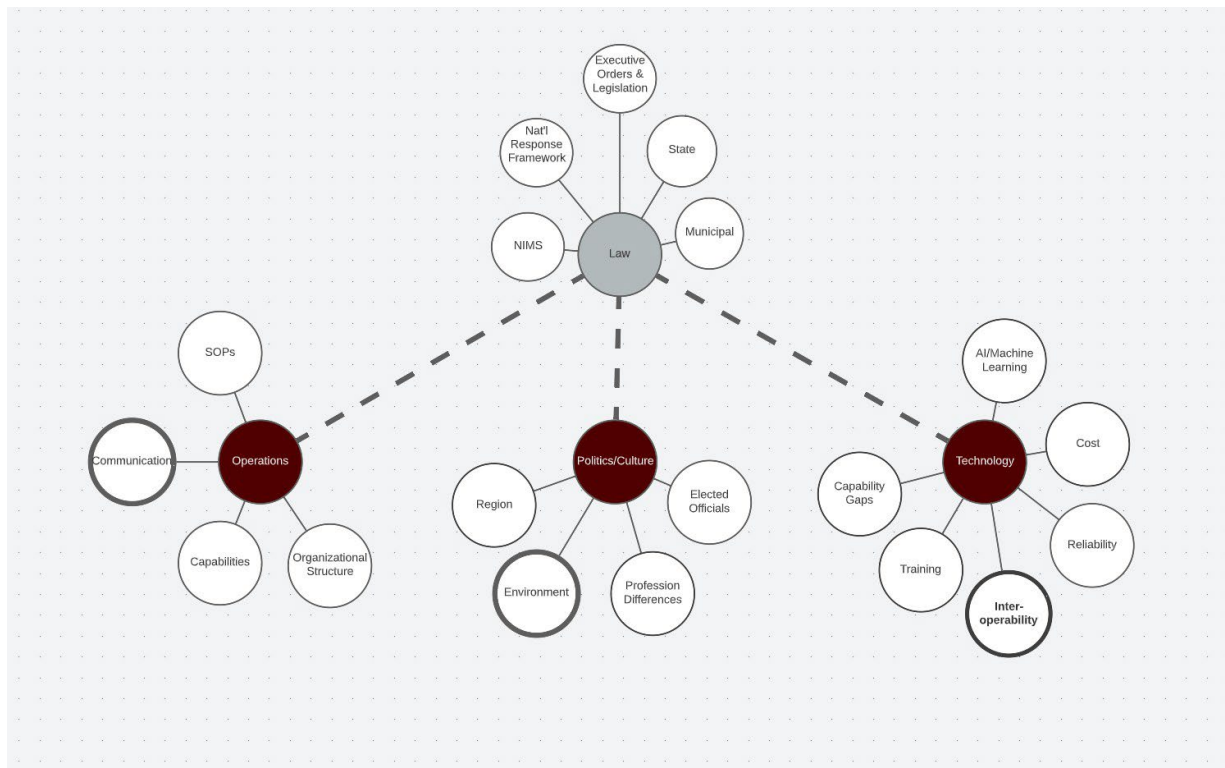 Executive
Orders &
Legislation
Nat'l
Response
Framework
State
NIMS
Municipal
Law
SOPs
Communication
Operations
Capabilities
Organizational
Structure
Politics/Culture
Region
Elected
Officials
Environment
Profession
Differences
AI/Machine
Learning
Cost
Technology
Capability
Gaps
Reliability
Training
Inter-
operability